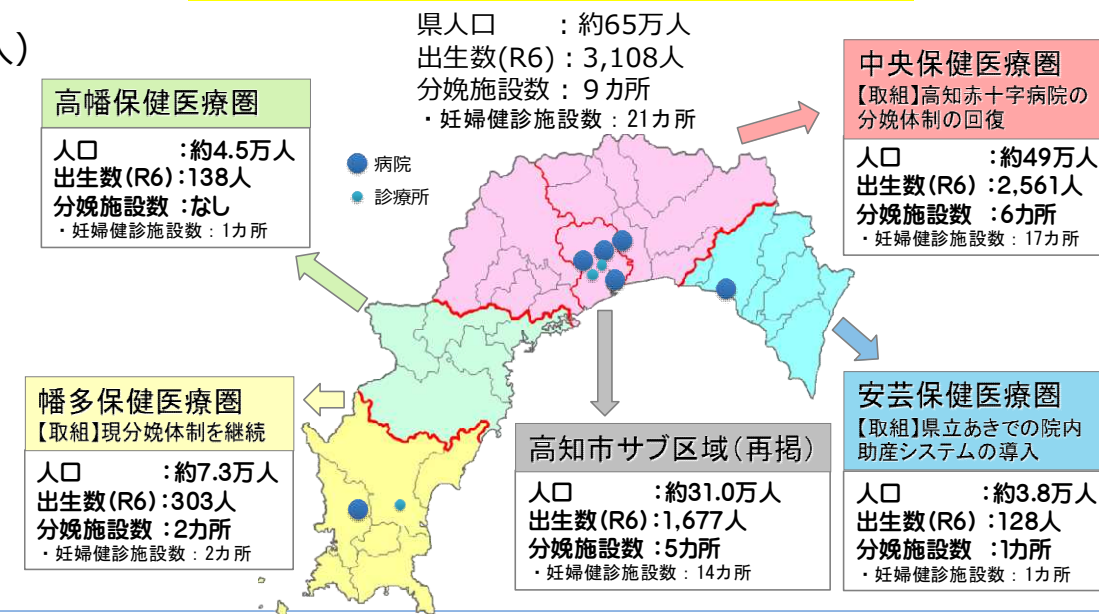 人)
県人口　　：約65万人
出生数(R6)：3,108人
分娩施設数：9カ所
・妊婦健診施設数：21カ所
高幡保健医療圏
人口　　：約4.5万人
出生数(R6)：138人
分娩施設数：なし
・妊婦健診施設数：1カ所
病院
診療所
中央保健医療圏
【取組】高知赤十字病院の
分娩体制の回復
人口　　：約49万人
出生数(R6)：2,561人
分娩施設数：6カ所
・妊婦健診施設数：17カ所
幡多保健医療圏
【取組】現分娩体制を継続
人口　　：約7.3万人
出生数(R6)：303人
分娩施設数：2カ所
・妊婦健診施設数：2カ所
高知市サブ区域(再掲)
人口　　：約31.0万人
出生数(R6)：1,677人
分娩施設数：5カ所
・妊婦健診施設数：14カ所
安芸保健医療圏
【取組】県立あきでの院内
助産システムの導入
人口　　：約3.8万人
出生数(R6)：128人
分娩施設数：1カ所
・妊婦健診施設数：1カ所